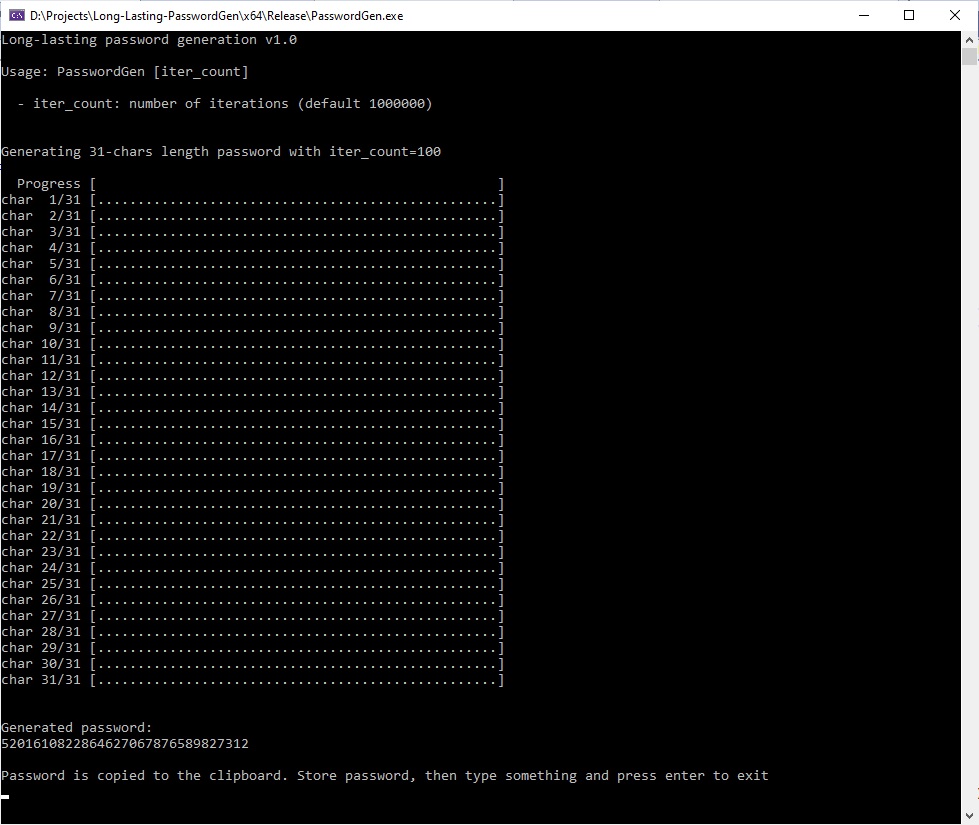 D:\Projects\Long-Lasting-PasswordGen\x64\Release\PasswordGen.exe
Long-lasting password generation v1.0
Usage: PasswordGen [iter_count]
  - iter_count: number of iterations (default 1000000)
Generating 31-chars length password with iter_count=100
  Progress [                                                  ]
char  1/31 [..................................................]
char  2/31 [..................................................]
char  3/31 [..................................................]
char  4/31 [..................................................]
char  5/31 [..................................................]
char  6/31 [..................................................]
char  7/31 [..................................................]
char  8/31 [..................................................]
char  9/31 [..................................................]
char 10/31 [..................................................]
char 11/31 [..................................................]
char 12/31 [..................................................]
char 13/31 [..................................................]
char 14/31 [..................................................]
char 15/31 [..................................................]
char 16/31 [..................................................]
char 17/31 [..................................................]
char 18/31 [..................................................]
char 19/31 [..................................................]
char 20/31 [..................................................]
char 21/31 [..................................................]
char 22/31 [..................................................]
char 23/31 [..................................................]
char 24/31 [..................................................]
char 25/31 [..................................................]
char 26/31 [..................................................]
char 27/31 [..................................................]
char 28/31 [..................................................]
char 29/31 [..................................................]
char 30/31 [..................................................]
char 31/31 [..................................................]
Generated password:
5201610822864627067876589827312
Password is copied to the clipboard. Store password, then type something and press enter to exit